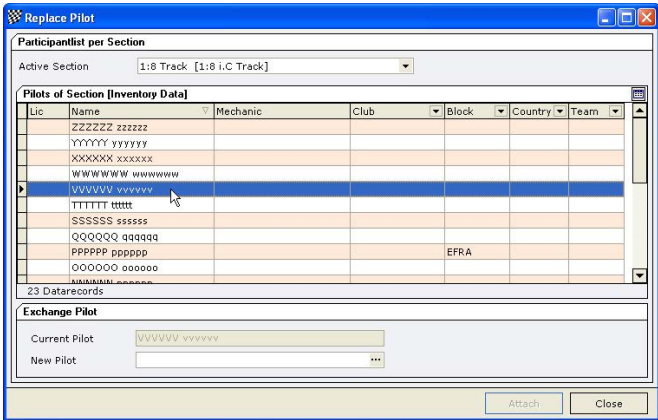 Replace Pilot
Participantlist per Section
Active Section 1:8 Track [1:8 i.C Track]
Pilots of Section [Inventory Data]
Lic Name Mechanic Club Block Country Team
ZZZZZZ zzzzzz
YYYYYY yyyyyy
XXXXXX xxxxxx
WWWWWW wwwwww
VVVVVV vvvvvv
TTTTTT tttttt
SSSSSS ssssss
QQQQQQ qqqqqq
PPPPPP pppppp EFRA
OOOOOO oooooo
NNNNNN nnnnnn
23 Datarecords
Exchange Pilot
Current Pilot VVVVVV vvvvvv
New Pilot ...
Attach Close